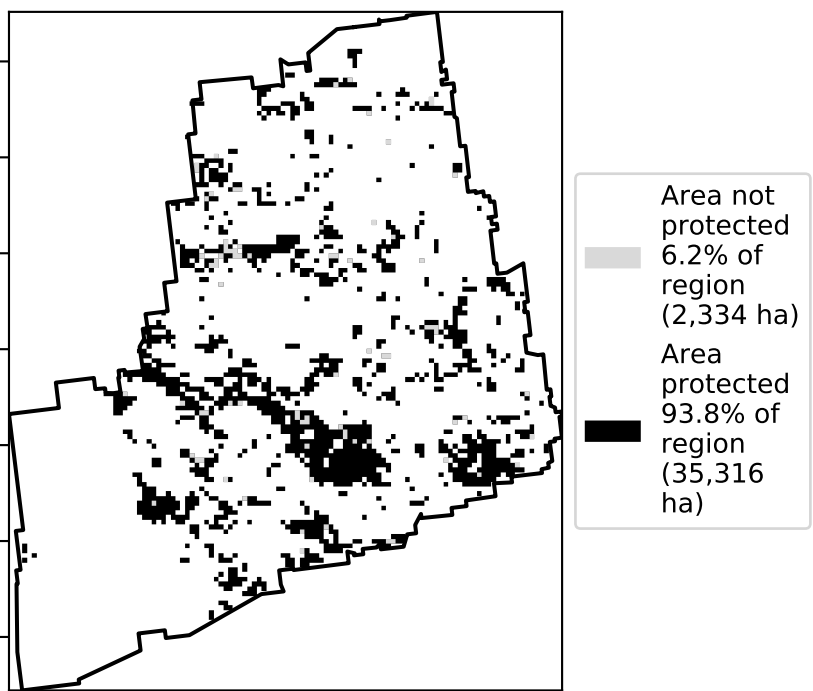 Area not
protected
6.2% of
region
(2,334 ha)
Area
protected
93.8% of
region
(35,316
ha)